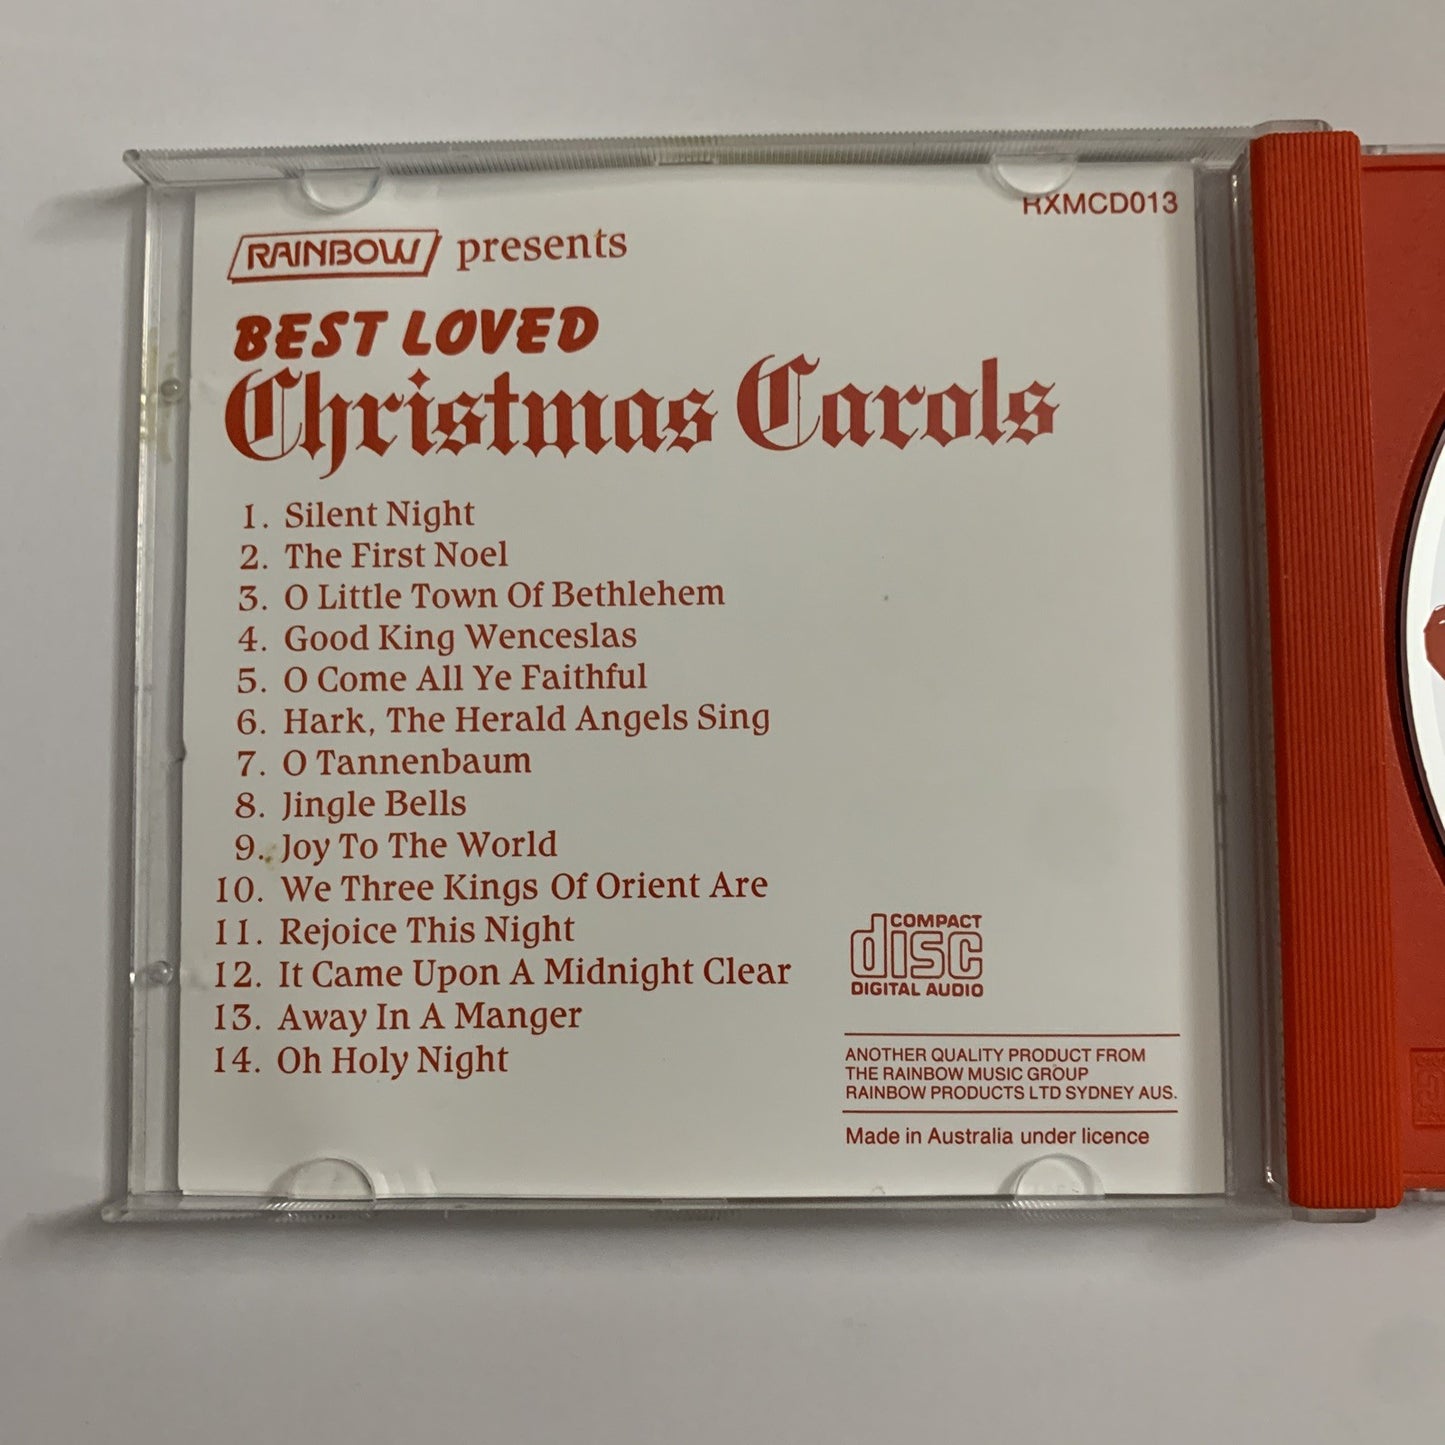 RXMCD013
RAINBOW presents
BEST LOVED
Christmas Carols
1. Silent Night
2. The First Noel
3. O Little Town Of Bethlehem
4. Good King Wenceslas
5. O Come All Ye Faithful
6. Hark, The Herald Angels Sing
7. O Tannenbaum
8. Jingle Bells
9. Joy To The World
10. We Three Kings Of Orient Are
11. Rejoice This Night
12. It Came Upon A Midnight Clear
13. Away In A Manger
14. Oh Holy Night
COMPACT
disc
DIGITAL AUDIO
ANOTHER QUALITY PRODUCT FROM
THE RAINBOW MUSIC GROUP
RAINBOW PRODUCTS LTD SYDNEY AUS.
Made in Australia under licence